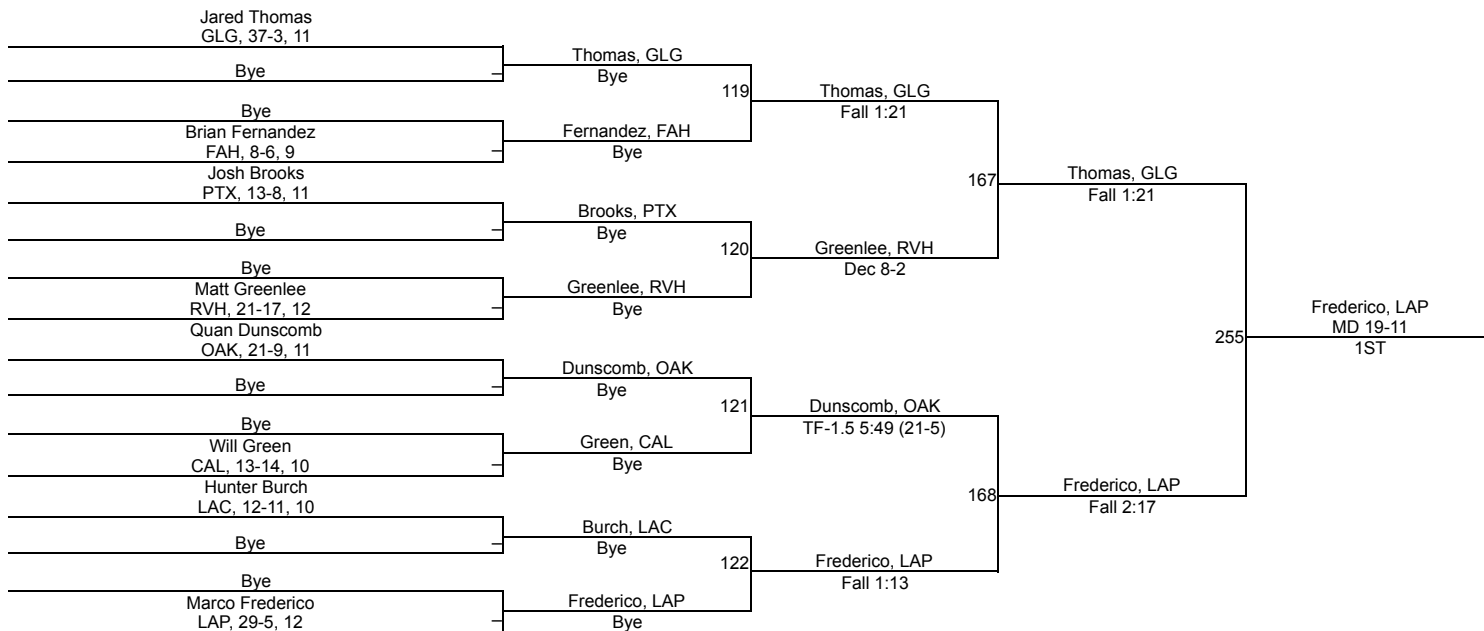 Jared Thomas
GLG, 37-3, 11
Bye
Bye
Brian Fernandez
FAH, 8-6, 9
Josh Brooks
PTX, 13-8, 11
Bye
Bye
Matt Greenlee
RVH, 21-17, 12
Quan Dunscomb
OAK, 21-9, 11
Bye
Bye
Will Green
CAL, 13-14, 10
Hunter Burch
LAC, 12-11, 10
Bye
Bye
Marco Frederico
LAP, 29-5, 12
Thomas, GLG
Bye
Fernandez, FAH
Bye
Brooks, PTX
Bye
Greenlee, RVH
Bye
Dunscomb, OAK
Bye
Green, CAL
Bye
Burch, LAC
Bye
Frederico, LAP
Bye
119
120
121
122
Thomas, GLG
Fall 1:21
Greenlee, RVH
Dec 8-2
Dunscomb, OAK
TF-1.5 5:49 (21-5)
Frederico, LAP
Fall 1:13
167
168
Thomas, GLG
Fall 1:21
Frederico, LAP
Fall 2:17
255
Frederico, LAP
MD 19-11
1ST